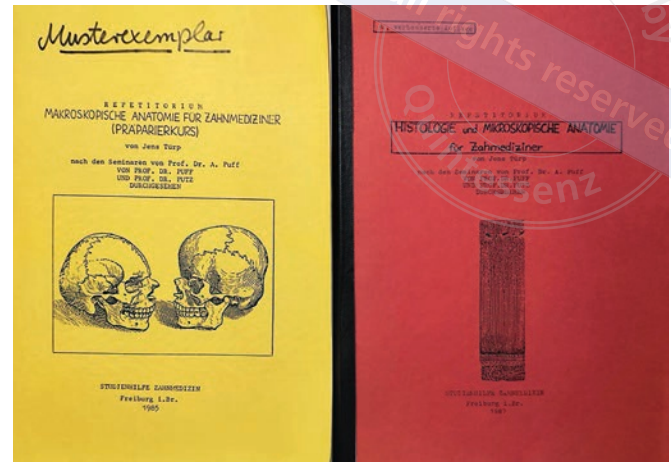 Musterexemplar
REPETITORIUM
MAKROSKOPISCHE ANATOMIE FÜR ZAHNMEDIZINER
(PRÄPARIERKURS)
von Jens Türp
nach den Seminaren von Prof. Dr. A. Puff
VON PROF. DR. PUFF
UND PROF. DR. PUTZ
DURCHGESEHEN
STUDIENHILFE ZAHNMEDIZIN
Freiburg i.Br.
1985
REPETITORIUM
HISTOLOGIE und MIKROSKOPISCHE ANATOMIE
für Zahnmediziner
von Jens Türp
nach den Seminaren von Prof. Dr. A. Puff
STUDIENHILFE ZAHNMEDIZIN
Freiburg i.Br.
All rights reserved
by
Quintessenz